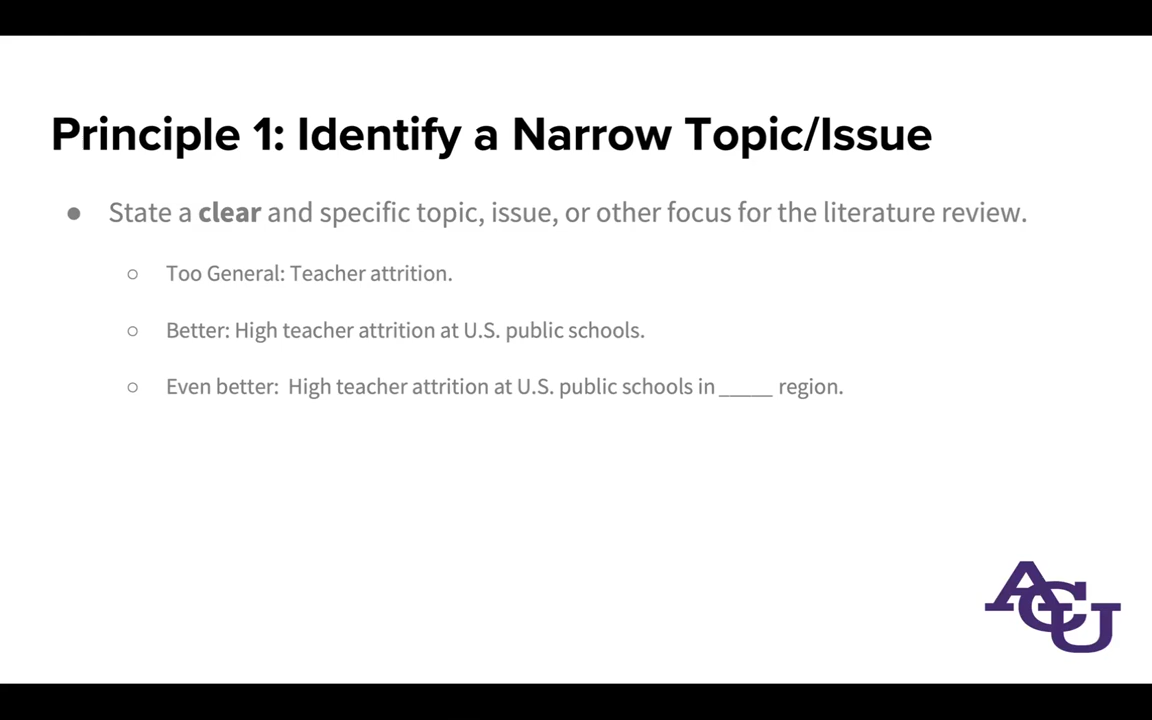 Principle 1: Identify a Narrow Topic/Issue
● State a clear and specific topic, issue, or other focus for the literature review.
○ Too General: Teacher attrition.
○ Better: High teacher attrition at U.S. public schools.
○ Even better:  High teacher attrition at U.S. public schools in _____ region.
ACU